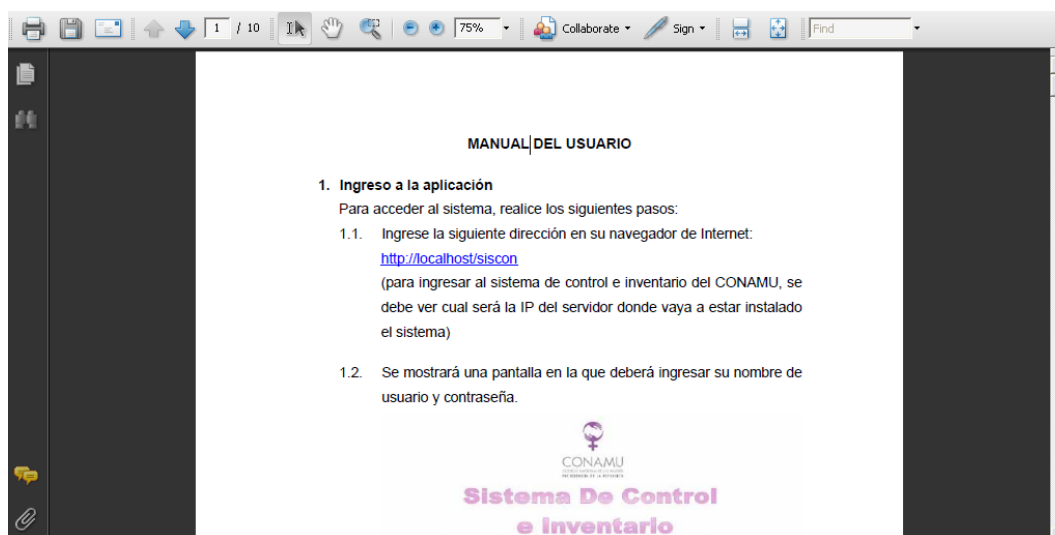 1 / 10 75% Collaborate Sign Find
MANUAL DEL USUARIO
1. Ingreso a la aplicación
Para acceder al sistema, realice los siguientes pasos:
1.1. Ingrese la siguiente dirección en su navegador de Internet:
http://localhost/siscon
(para ingresar al sistema de control e inventario del CONAMU, se
debe ver cual será la IP del servidor donde vaya a estar instalado
el sistema)
1.2. Se mostrará una pantalla en la que deberá ingresar su nombre de
usuario y contraseña.
CONAMU
Sistema De Control
e Inventario